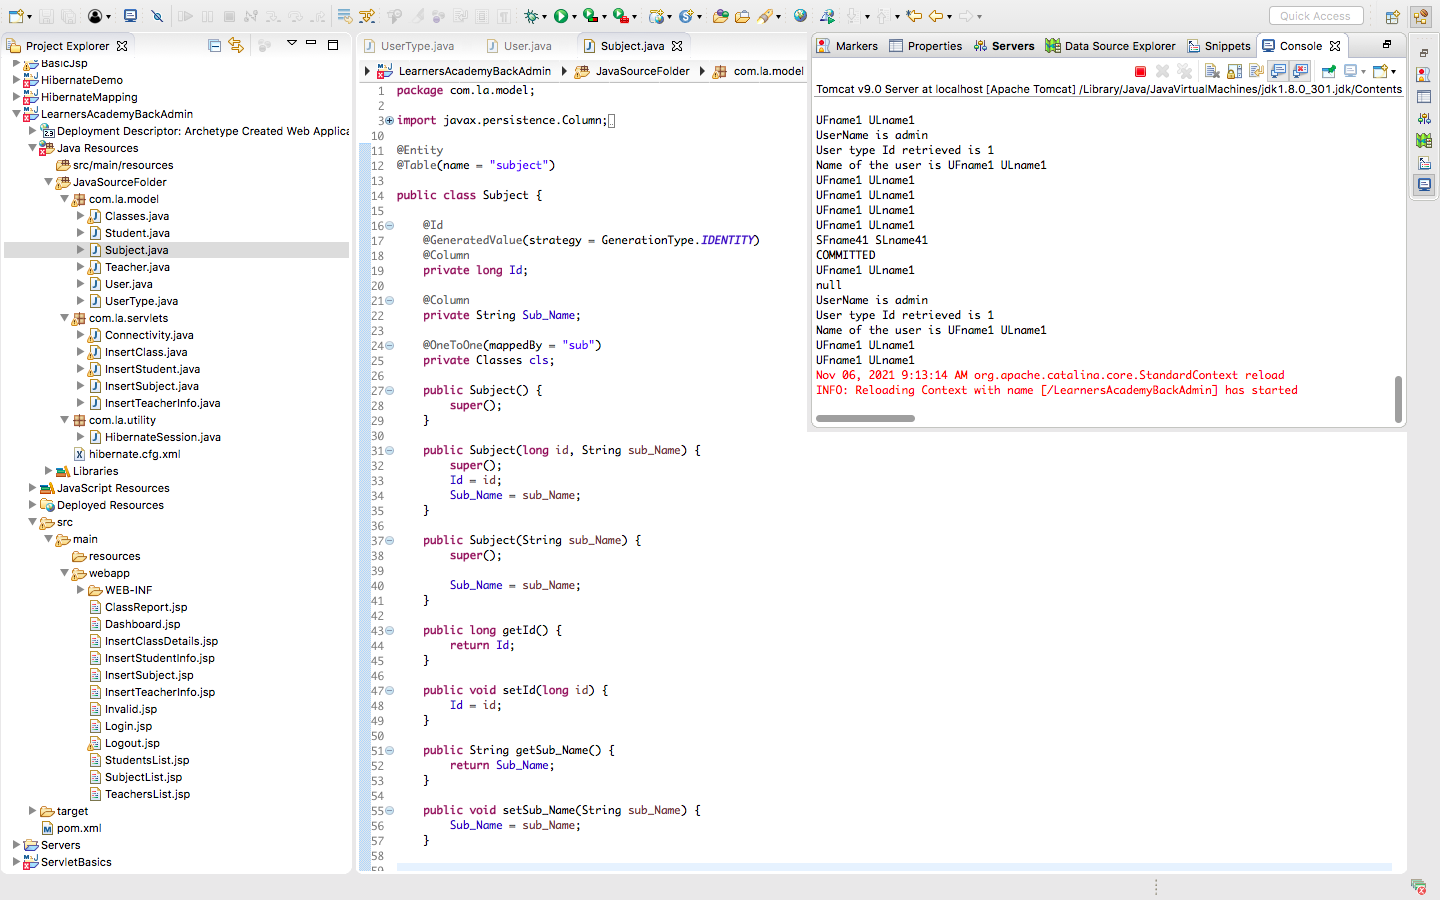 Quick Access
Project Explorer
BasicJsp
HibernateDemo
HibernateMapping
LearnersAcademyBackAdmin
Deployment Descriptor: Archetype Created Web Applica
Java Resources
src/main/resources
JavaSourceFolder
com.la.model
Classes.java
Student.java
Subject.java
Teacher.java
User.java
UserType.java
com.la.servlets
Connectivity.java
InsertClass.java
InsertStudent.java
InsertSubject.java
InsertTeacherInfo.java
com.la.utility
HibernateSession.java
hibernate.cfg.xml
Libraries
JavaScript Resources
Deployed Resources
src
main
resources
webapp
WEB-INF
ClassReport.jsp
Dashboard.jsp
InsertClassDetails.jsp
InsertStudentInfo.jsp
InsertSubject.jsp
InsertTeacherInfo.jsp
Invalid.jsp
Login.jsp
Logout.jsp
StudentsList.jsp
SubjectList.jsp
TeachersList.jsp
target
pom.xml
Servers
ServletBasics
UserType.java User.java Subject.java
LearnersAcademyBackAdmin JavaSourceFolder com.la.model
1 package com.la.model;
2
3 import javax.persistence.Column;
10
11 @Entity
12 @Table(name = "subject")
13
14 public class Subject {
15
16 @Id
17 @GeneratedValue(strategy = GenerationType.IDENTITY)
18 @Column
19 private long Id;
20
21 @Column
22 private String Sub_Name;
23
24 @OneToOne(mappedBy = "sub")
25 private Classes cls;
26
27 public Subject() {
28 super();
29 }
30
31 public Subject(long id, String sub_Name) {
32 super();
33 Id = id;
34 Sub_Name = sub_Name;
35 }
36
37 public Subject(String sub_Name) {
38 super();
39
40 Sub_Name = sub_Name;
41 }
42
43 public long getId() {
44 return Id;
45 }
46
47 public void setId(long id) {
48 Id = id;
49 }
50
51 public String getSub_Name() {
52 return Sub_Name;
53 }
54
55 public void setSub_Name(String sub_Name) {
56 Sub_Name = sub_Name;
57 }
58
59
Markers Properties Servers Data Source Explorer Snippets Console
Tomcat v9.0 Server at localhost [Apache Tomcat] /Library/Java/JavaVirtualMachines/jdk1.8.0_301.jdk/Contents
UFname1 ULname1
UserName is admin
User type Id retrieved is 1
Name of the user is UFname1 ULname1
UFname1 ULname1
UFname1 ULname1
UFname1 ULname1
UFname1 ULname1
SFname41 SLname41
COMMITTED
UFname1 ULname1
null
UserName is admin
User type Id retrieved is 1
Name of the user is UFname1 ULname1
UFname1 ULname1
UFname1 ULname1
Nov 06, 2021 9:13:14 AM org.apache.catalina.core.StandardContext reload
INFO: Reloading Context with name [/LearnersAcademyBackAdmin] has started